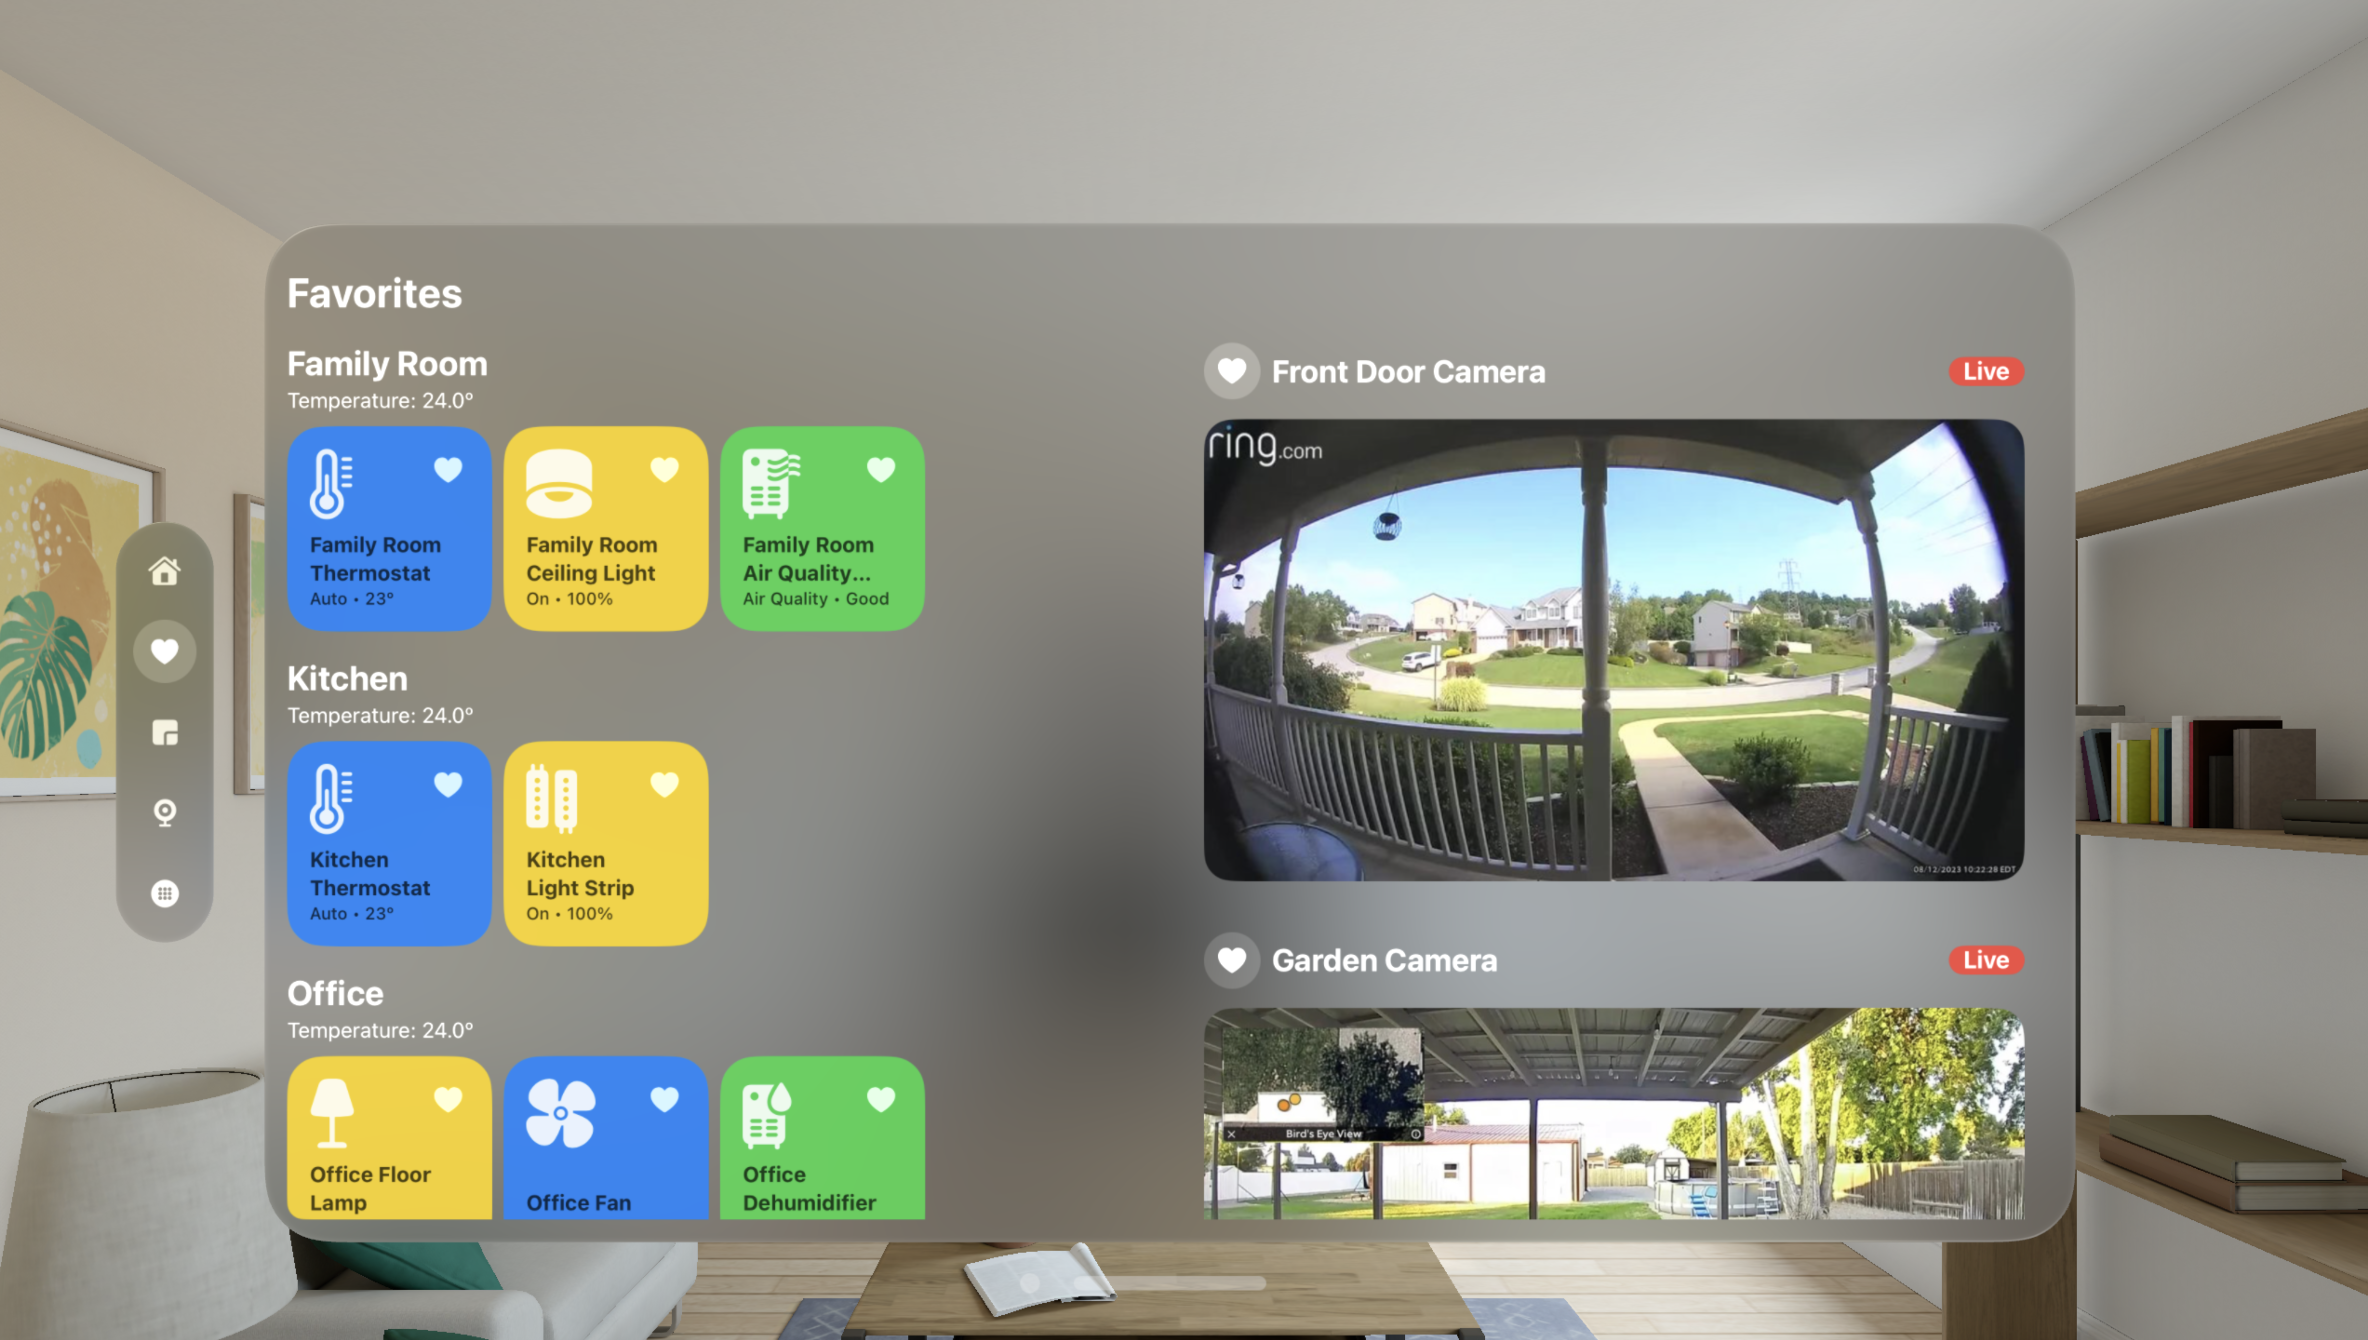 Favorites
Family Room
Temperature: 24.0°
Family Room
Thermostat
Auto • 23°
Family Room
Ceiling Light
On • 100%
Family Room
Air Quality...
Air Quality • Good
Kitchen
Temperature: 24.0°
Kitchen
Thermostat
Auto • 23°
Kitchen
Light Strip
On • 100%
Office
Temperature: 24.0°
Office Floor
Lamp
Office Fan
Office
Dehumidifier
Front Door Camera
Live
ring.com
08/12/2023 10:22:28 EDT
Garden Camera
Live
Bird's Eye View